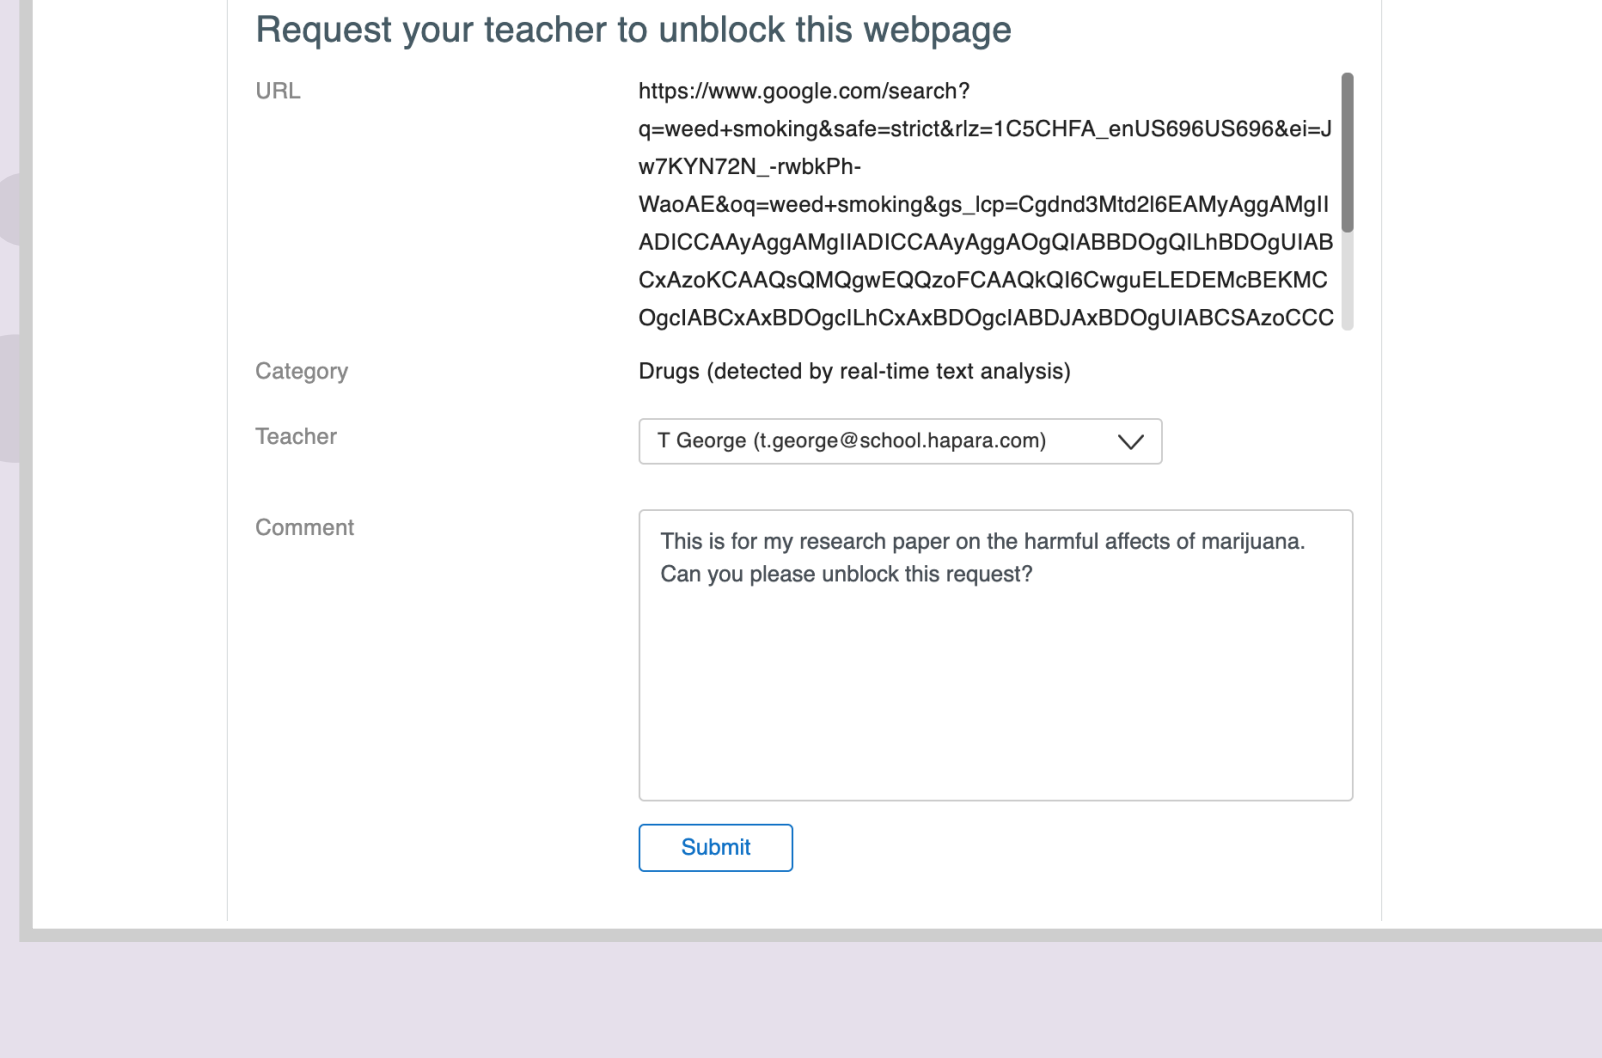 Request your teacher to unblock this webpage
URL
https://www.google.com/search?
q=weed+smoking&safe=strict&rlz=1C5CHFA_enUS696US696&ei=J
w7KYN72N_-rwbkPh-
WaoAE&oq=weed+smoking&gs_lcp=Cgdnd3Mtd2l6EAMyAggAMgII
ADICCAAyAggAMgIIADICCAAyAggAOgQIABBDOgQILhBDOgUIAB
CxAzoKCAAQsQMQgwEQQzoFCAAQkQI6CwguELEDEMcBEKMC
OgcIABCxAxBDOgcILhCxAxBDOgcIABDJAxBDOgUIABCSAzoCCC
Category
Drugs (detected by real-time text analysis)
Teacher
T George (t.george@school.hapara.com)
Comment
This is for my research paper on the harmful affects of marijuana.
Can you please unblock this request?
Submit